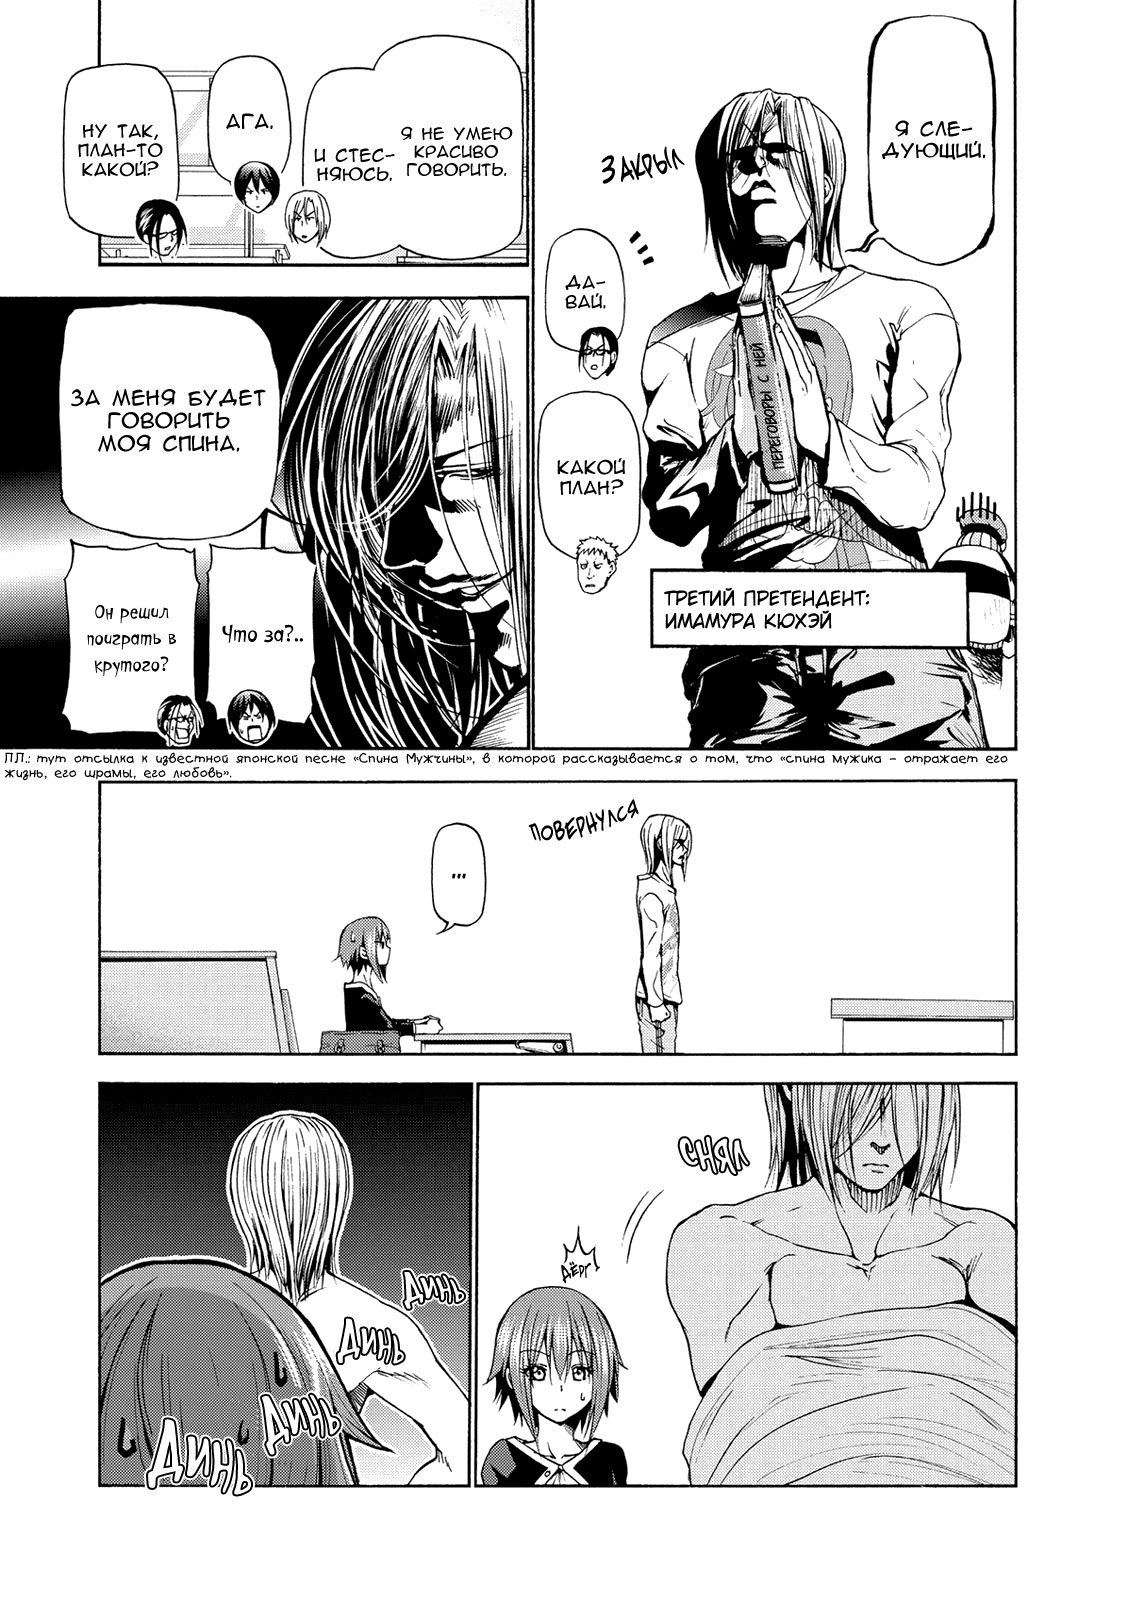 Я СЛЕ-
ДУЮЩИЙ.
ЗАКРЫЛ
ДА-
ВАЙ.
ПЕРЕГОВОРЫ С НЕЙ
КАКОЙ
ПЛАН?
ТРЕТИЙ ПРЕТЕНДЕНТ:
ИМАМУРА КЮХЭЙ
Я НЕ УМЕЮ
КРАСИВО
ГОВОРИТЬ.
И СТЕС-
НЯЮСЬ.
АГА.
НУ ТАК,
ПЛАН-ТО
КАКОЙ?
ЗА МЕНЯ БУДЕТ
ГОВОРИТЬ
МОЯ СПИНА.
Что за?..
Он решил
поиграть в
крутого?
П.П.: тут отсылка к известной японской песне «Спина Мужчины», в которой рассказывается о том, что «спина мужика – отражает его
жизнь, его шрамы, его любовь».
ПОВЕРНУЛСЯ
...
СНЯЛ
ДЁРГ!
ДИНЬ
ДИНЬ
ДИНЬ
ДИНЬ